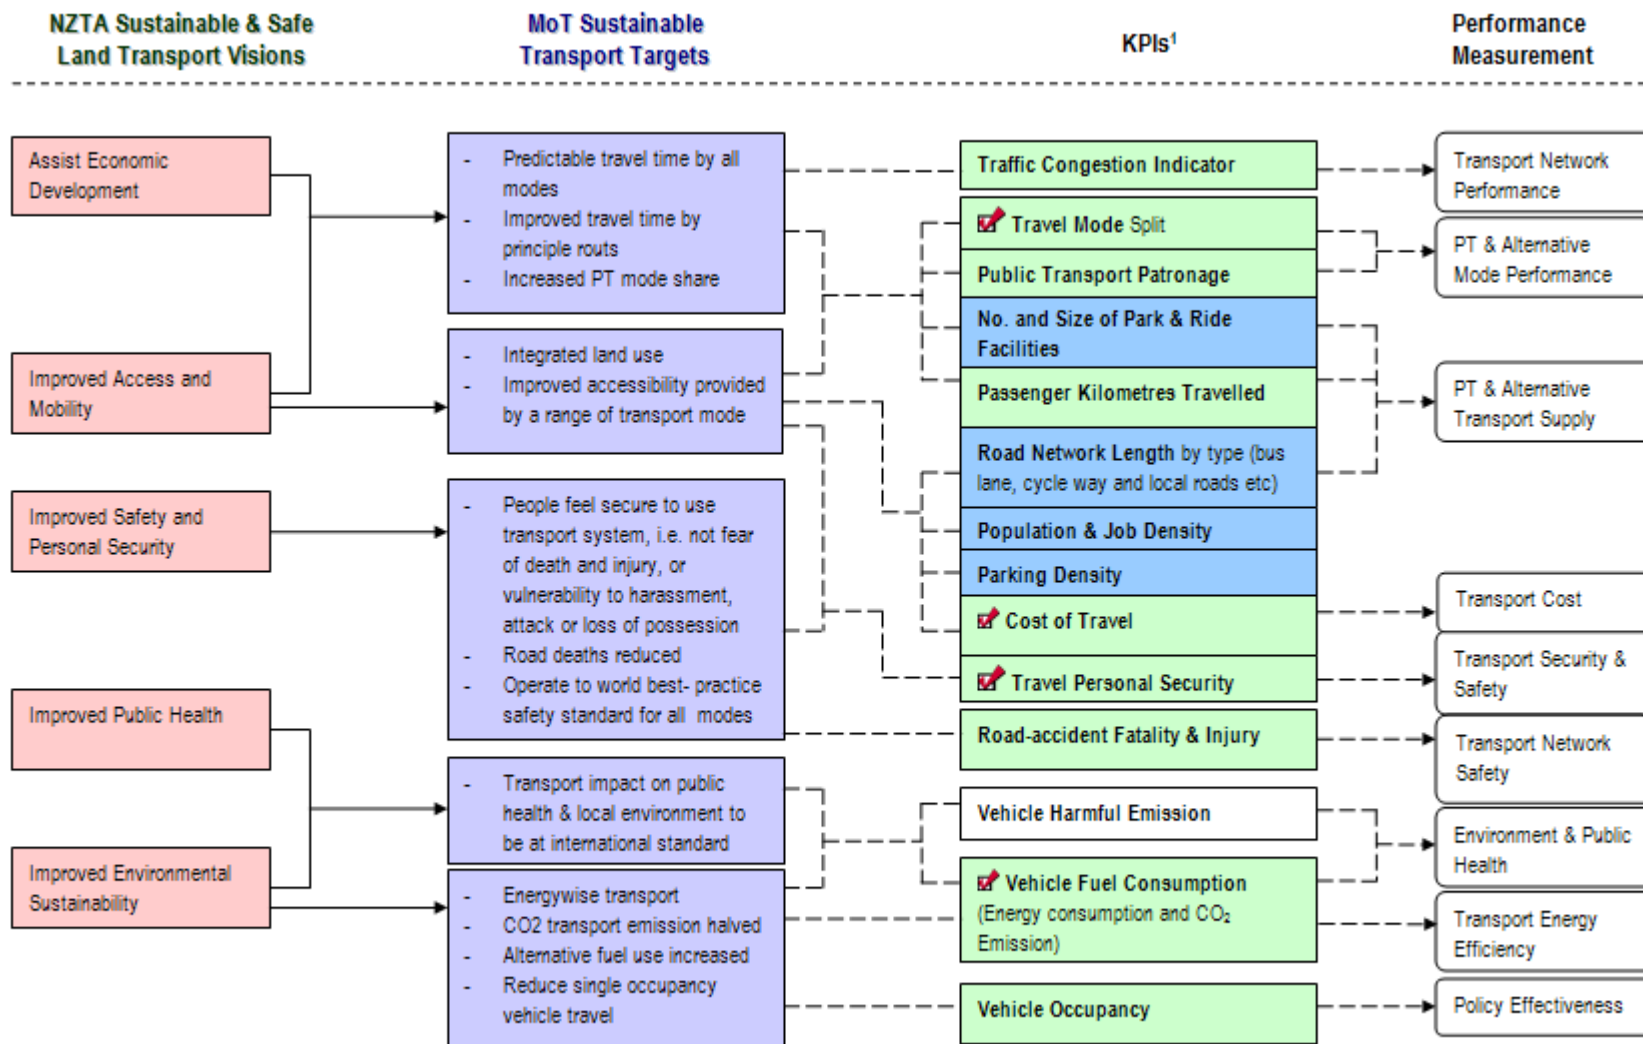 NZTA Sustainable & Safe
Land Transport Visions
MoT Sustainable
Transport Targets
KPIs¹
Performance
Measurement
Assist Economic
Development
Improved Access and
Mobility
Improved Safety and
Personal Security
Improved Public Health
Improved Environmental
Sustainability
- Predictable travel time by all
modes
- Improved travel time by
principle routs
- Increased PT mode share
- Integrated land use
- Improved accessibility provided
by a range of transport mode
- People feel secure to use
transport system, i.e. not fear
of death and injury, or
vulnerability to harassment,
attack or loss of possession
- Road deaths reduced
- Operate to world best- practice
safety standard for all modes
- Transport impact on public
health & local environment to
be at international standard
- Energywise transport
- CO2 transport emission halved
- Alternative fuel use increased
- Reduce single occupancy
vehicle travel
Traffic Congestion Indicator
Travel Mode Split
Public Transport Patronage
No. and Size of Park & Ride
Facilities
Passenger Kilometres Travelled
Road Network Length by type (bus
lane, cycle way and local roads etc)
Population & Job Density
Parking Density
Cost of Travel
Travel Personal Security
Road-accident Fatality & Injury
Vehicle Harmful Emission
Vehicle Fuel Consumption
(Energy consumption and CO₂
Emission)
Vehicle Occupancy
Transport Network
Performance
PT & Alternative
Mode Performance
PT & Alternative
Transport Supply
Transport Cost
Transport Security &
Safety
Transport Network
Safety
Environment & Public
Health
Transport Energy
Efficiency
Policy Effectiveness